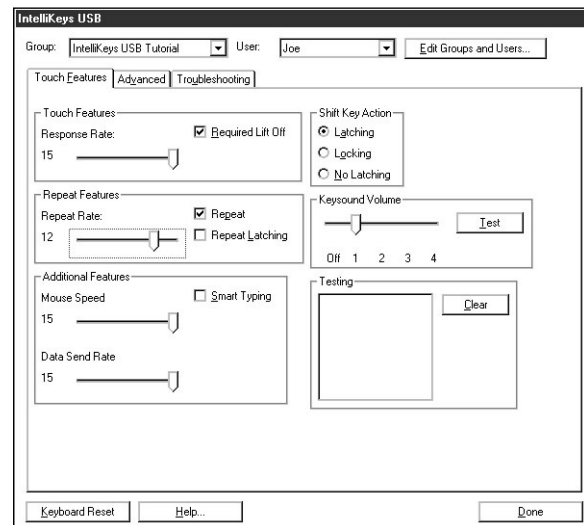 IntelliKeys USB
Group: IntelliKeys USB Tutorial User: Joe Edit Groups and Users...
Touch Features Advanced Troubleshooting
Touch Features
Response Rate: Required Lift Off
15
Shift Key Action
Latching
Locking
No Latching
Repeat Features
Repeat Rate: Repeat
12 Repeat Latching
Keysound Volume
Test
Off 1 2 3 4
Additional Features
Mouse Speed Smart Typing
15
Data Send Rate
15
Testing
Clear
Keyboard Reset Help... Done